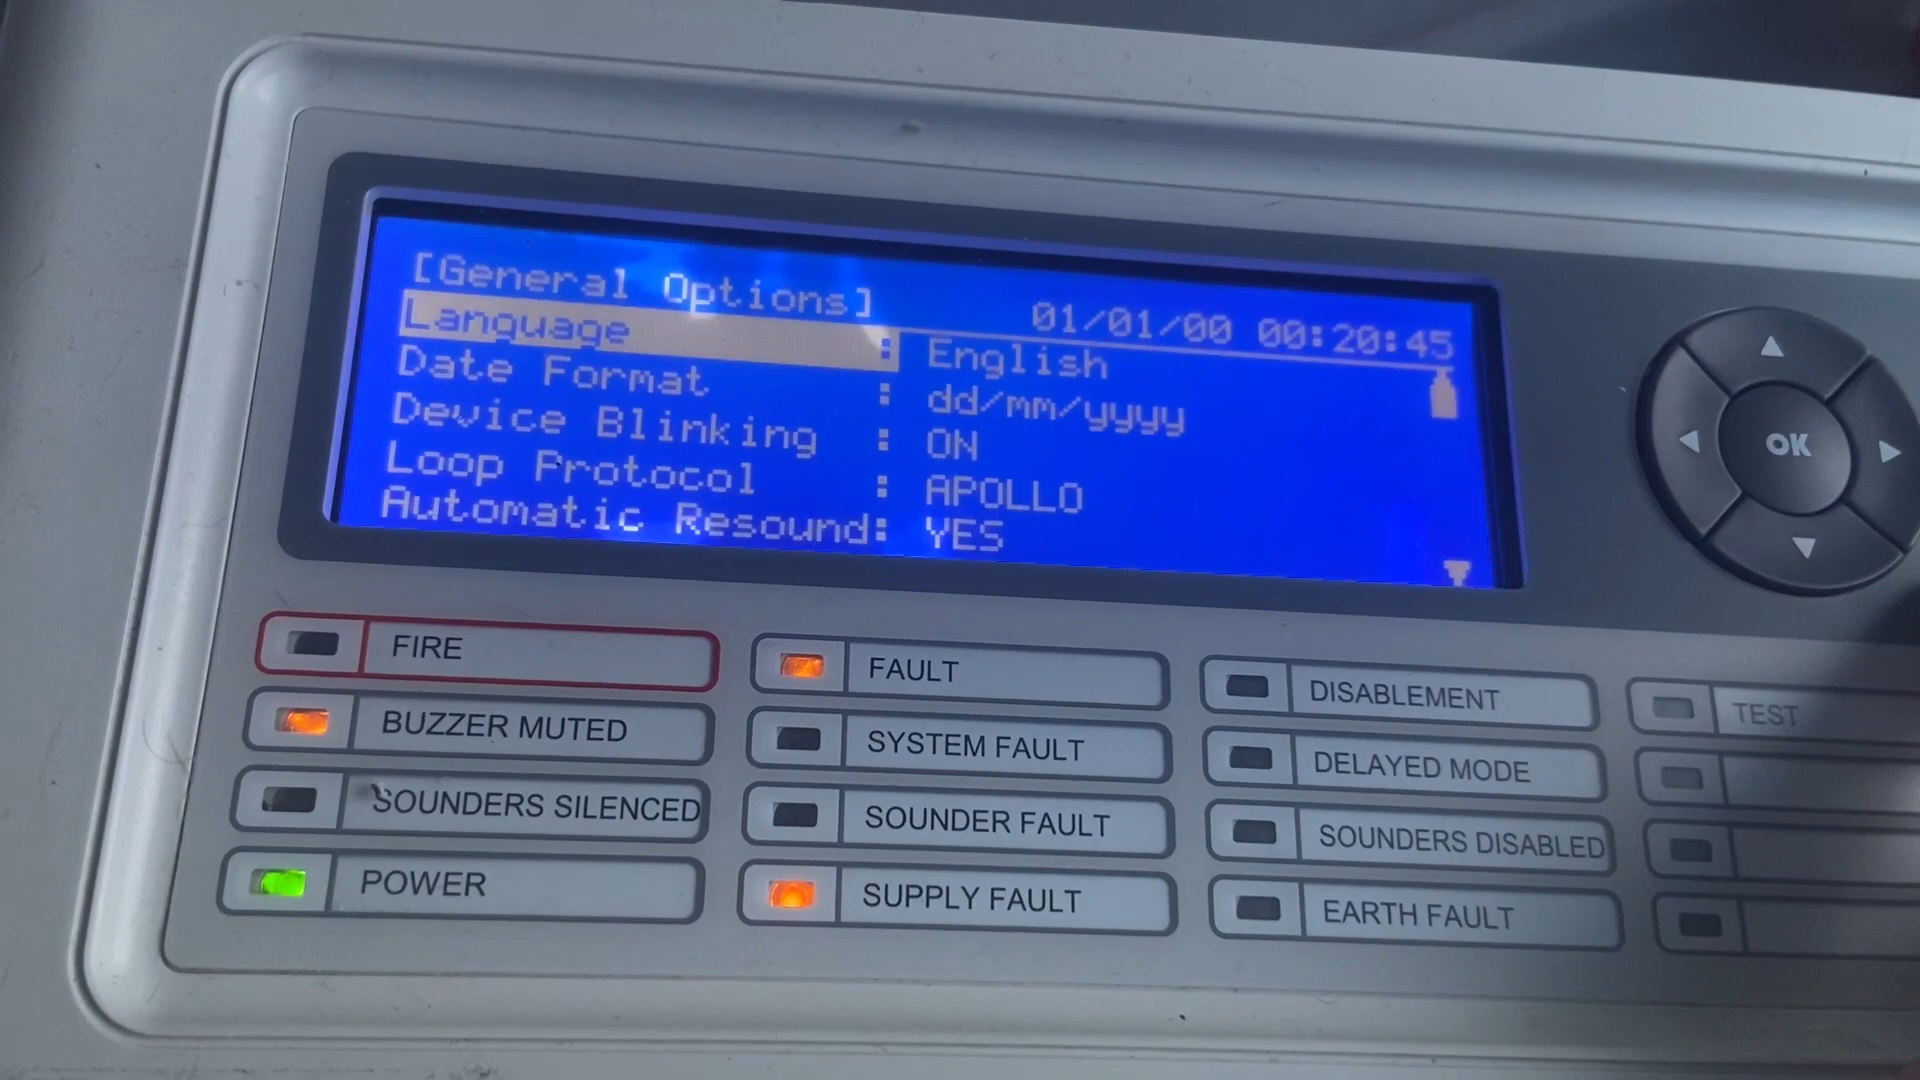 [General Options] 01/01/00 00:20:45
Language : English
Date Format : dd/mm/yyyy
Device Blinking : ON
Loop Protocol : APOLLO
Automatic Resound: YES
OK
FIRE
FAULT
DISABLEMENT
TEST
BUZZER MUTED
SYSTEM FAULT
DELAYED MODE
SOUNDERS SILENCED
SOUNDER FAULT
SOUNDERS DISABLED
POWER
SUPPLY FAULT
EARTH FAULT